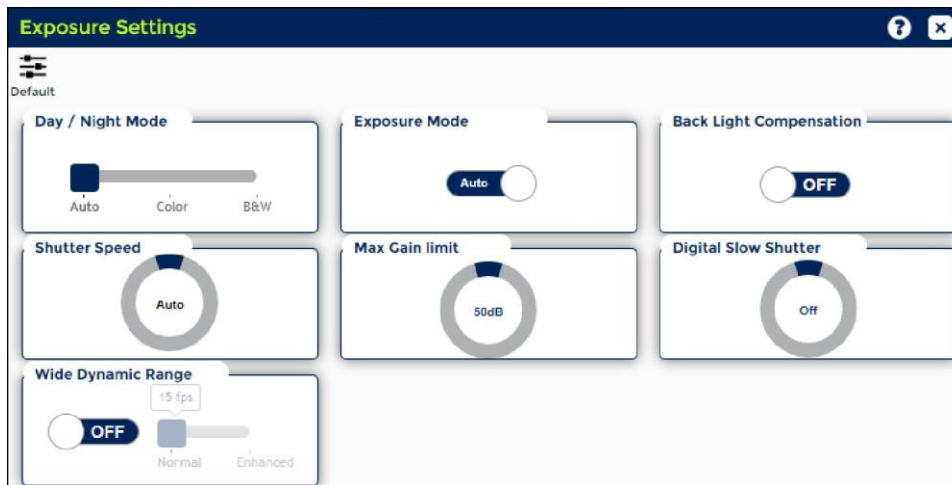 Exposure Settings
?
Default
Day / Night Mode
Auto
Color
B&W
Exposure Mode
Auto
Back Light Compensation
OFF
Shutter Speed
Auto
Max Gain limit
50dB
Digital Slow Shutter
Off
Wide Dynamic Range
15 fps
OFF
Normal
Enhanced